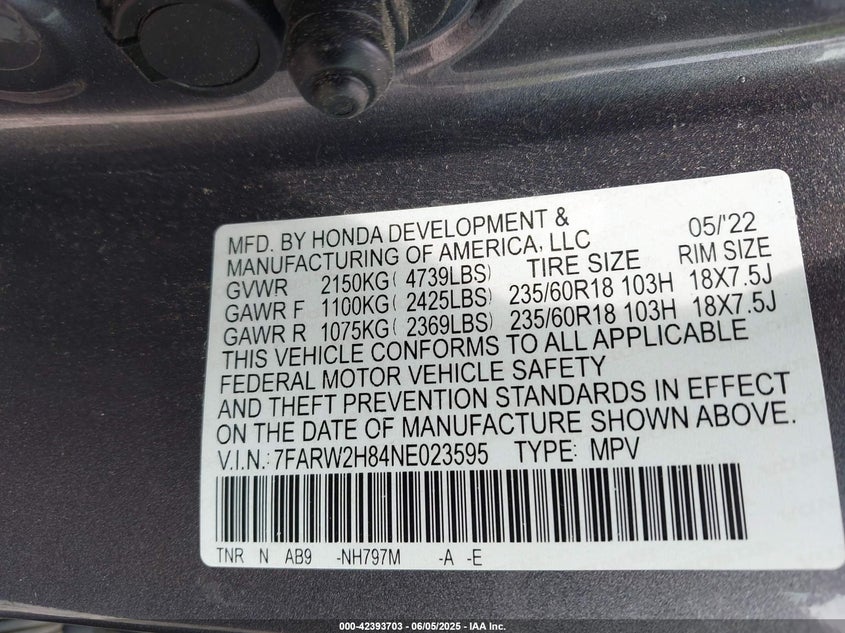 MFD. BY HONDA DEVELOPMENT & 05/'22
MANUFACTURING OF AMERICA, LLC
TIRE SIZE RIM SIZE
GVWR 2150KG( 4739LBS)
GAWR F 1100KG( 2425LBS) 235/60R18 103H 18X7.5J
GAWR R 1075KG( 2369LBS) 235/60R18 103H 18X7.5J
THIS VEHICLE CONFORMS TO ALL APPLICABLE
FEDERAL MOTOR VEHICLE SAFETY
AND THEFT PREVENTION STANDARDS IN EFFECT
ON THE DATE OF MANUFACTURE SHOWN ABOVE.
V.I.N.:7FARW2H84NE023595 TYPE: MPV
TNR N AB9 -NH797M -A -E
000-42393703 - 06/05/2025 - IAA Inc.